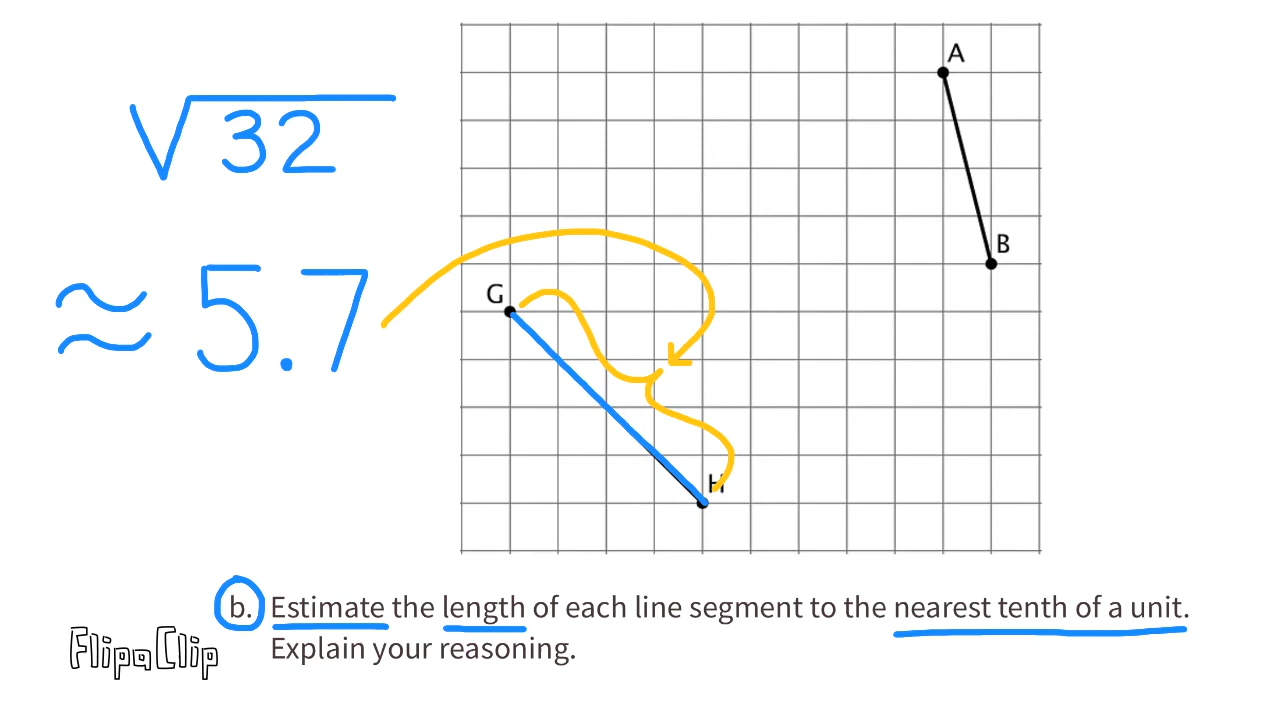 √32
≈ 5.7
A
B
G
H
b. Estimate the length of each line segment to the nearest tenth of a unit.
Explain your reasoning.
FlipaClip